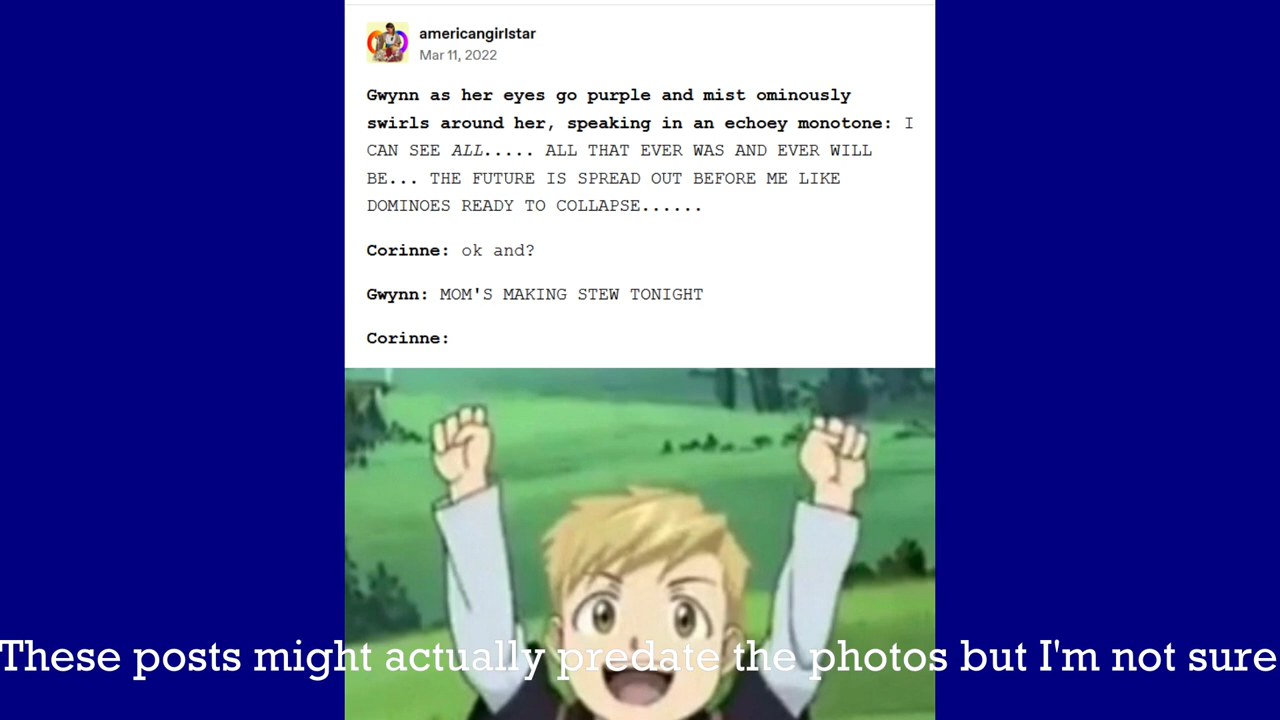 americangirlstar
Mar 11, 2022
Gwynn as her eyes go purple and mist ominously
swirls around her, speaking in an echoey monotone: I
CAN SEE ALL..... ALL THAT EVER WAS AND EVER WILL
BE... THE FUTURE IS SPREAD OUT BEFORE ME LIKE
DOMINOES READY TO COLLAPSE......
Corinne: ok and?
Gwynn: MOM'S MAKING STEW TONIGHT
Corinne:
These posts might actually predate the photos but I'm not sure